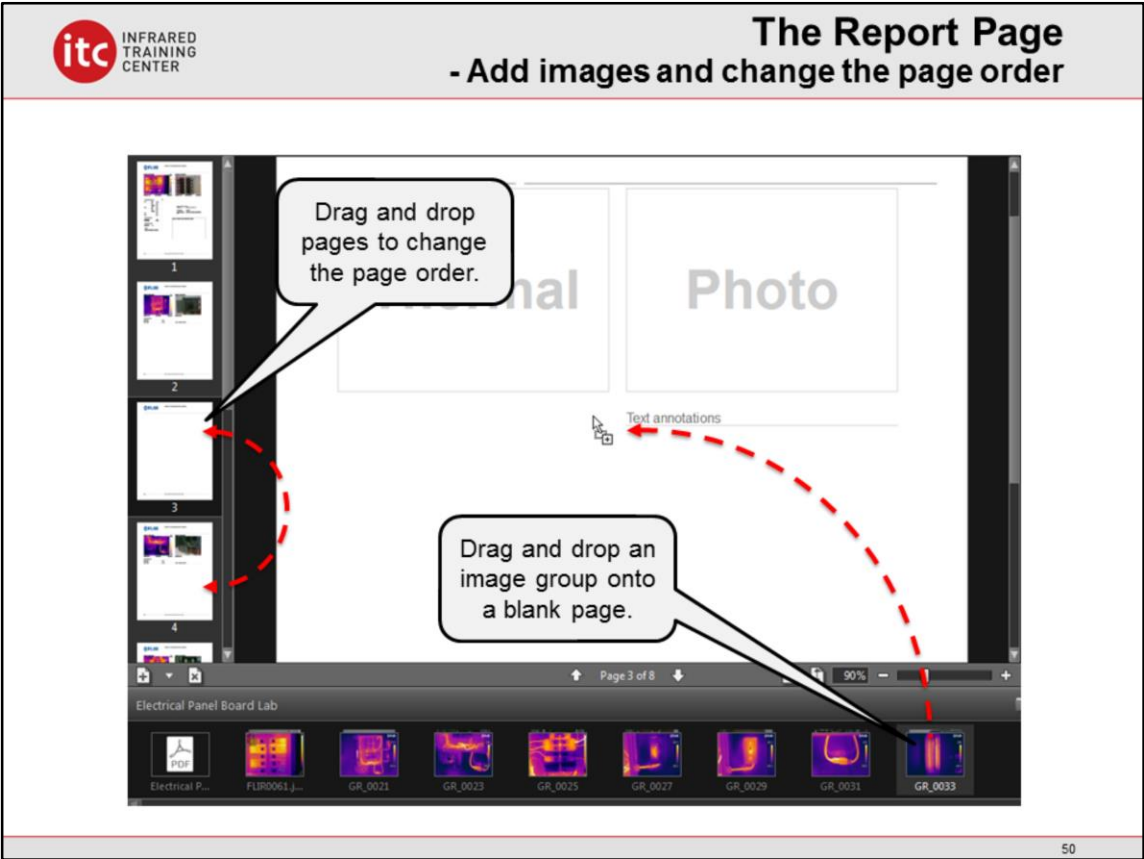 itc INFRARED
TRAINING
CENTER
The Report Page
- Add images and change the page order
1
2
3
4
Drag and drop
pages to change
the page order.
Photo
Text annotations
Drag and drop an
image group onto
a blank page.
Page 3 of 8
90%
Electrical Panel Board Lab
PDF
Electrical P...
FLIR0061.j...
GR_0021
GR_0023
GR_0025
GR_0027
GR_0029
GR_0031
GR_0033
50